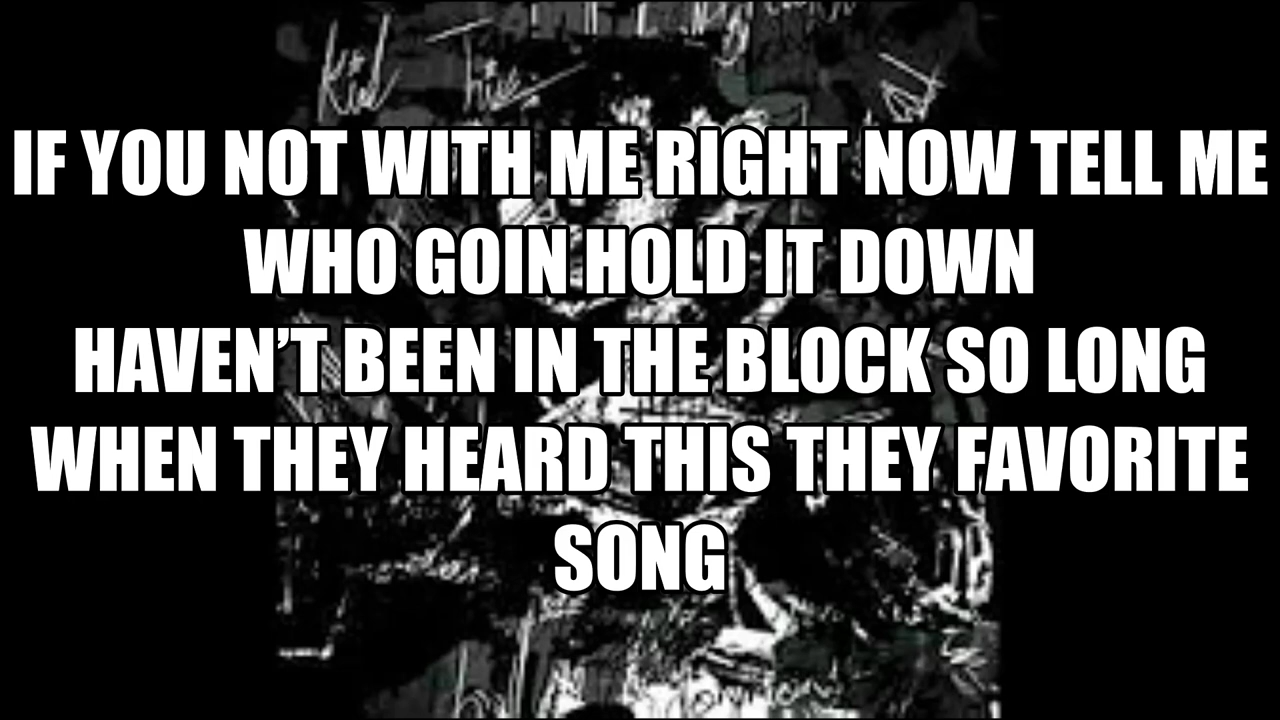 Kid
IF YOU NOT WITH ME RIGHT NOW TELL ME
WHO GOIN HOLD IT DOWN
HAVEN'T BEEN IN THE BLOCK SO LONG
WHEN THEY HEARD THIS THEY FAVORITE
SONG